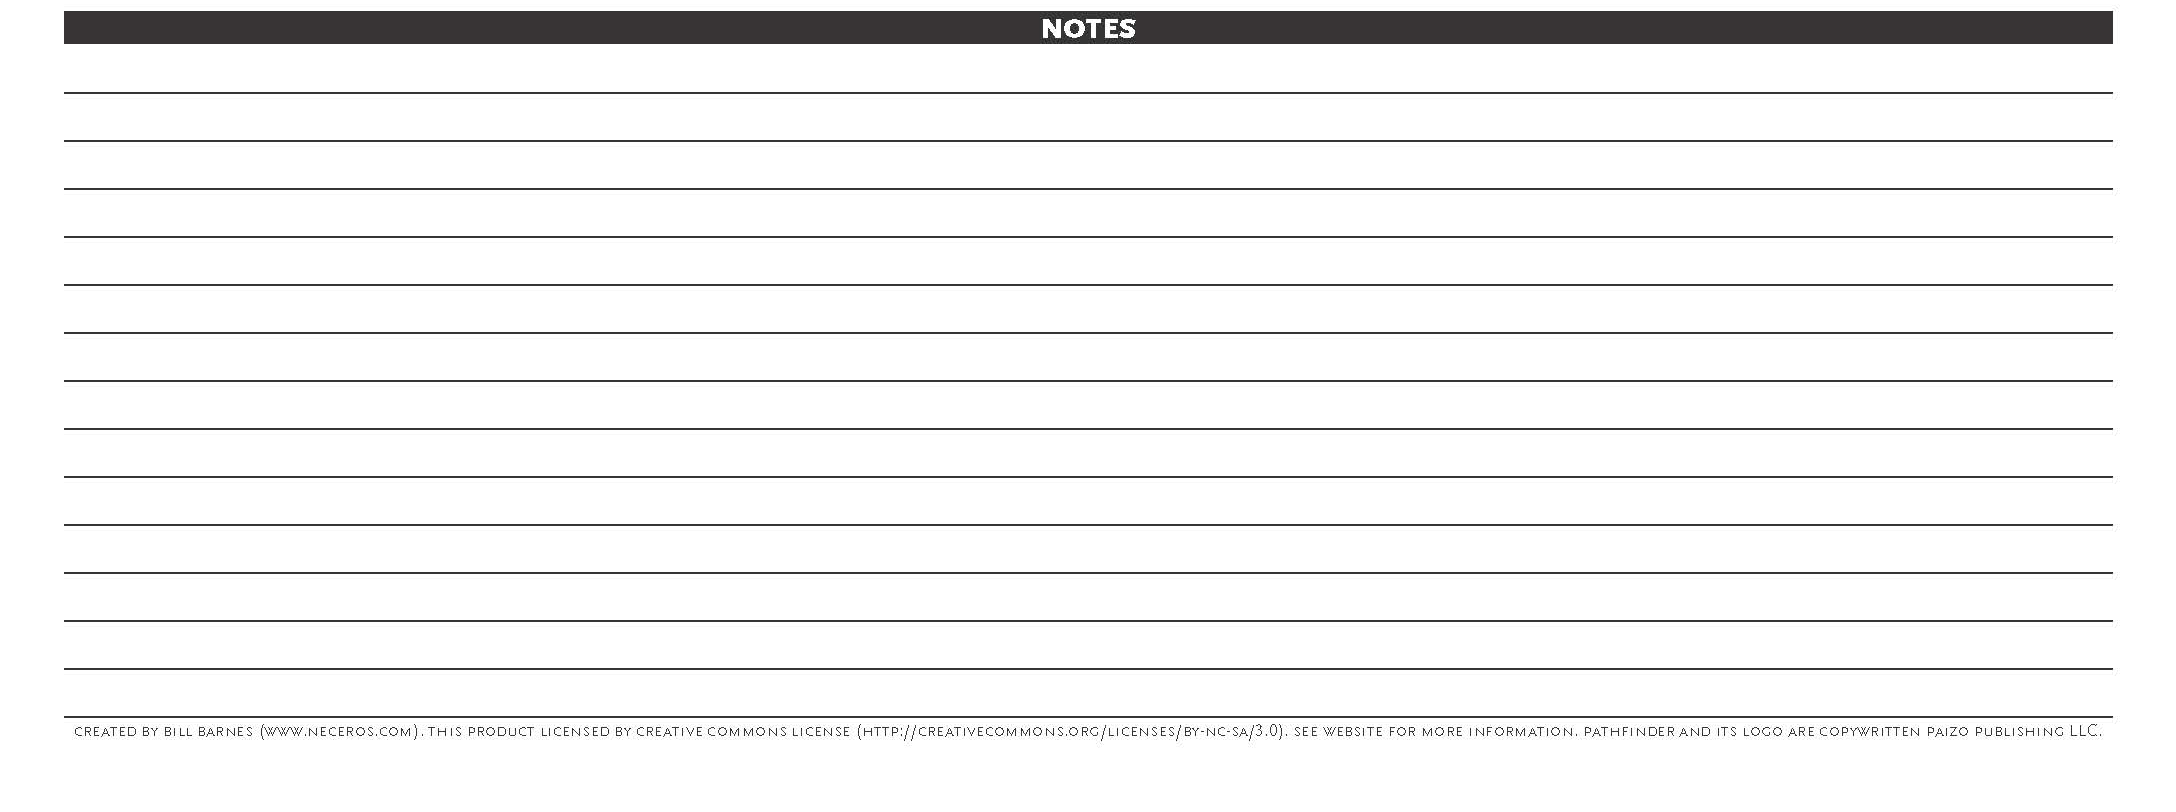 NOTES
CREATED BY BILL BARNES (WWW.NECEROS.COM). THIS PRODUCT LICENSED BY CREATIVE COMMONS LICENSE (HTTP://CREATIVECOMMONS.ORG/LICENSES/BY-NC-SA/3.0). SEE WEBSITE FOR MORE INFORMATION. PATHFINDER AND ITS LOGO ARE COPYWRITTEN PAIZO PUBLISHING LLC.